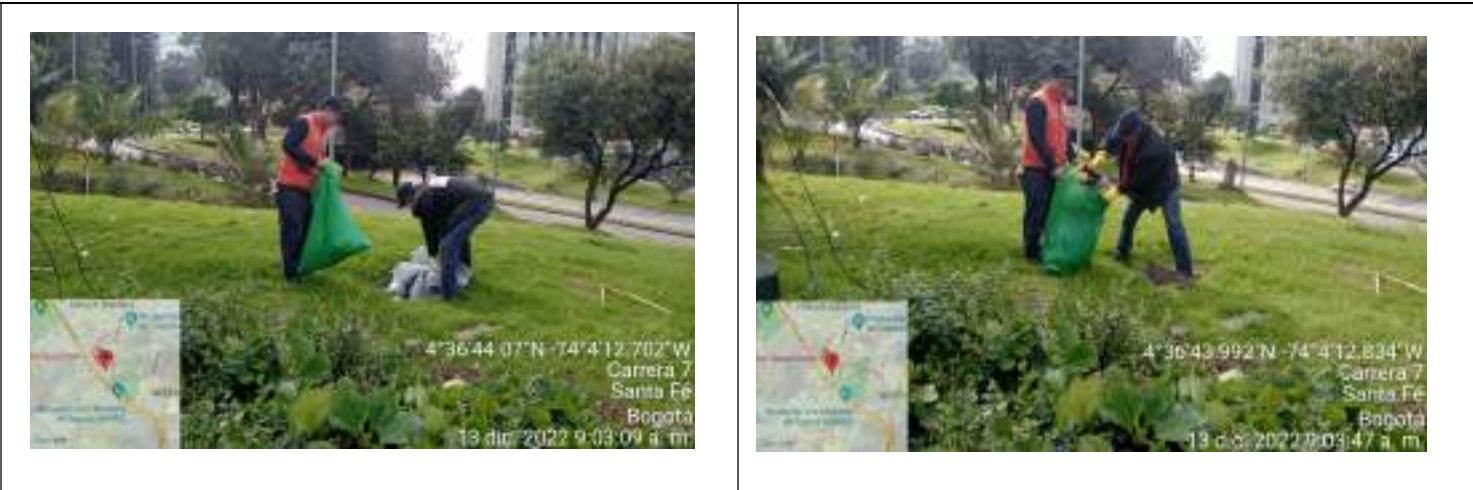 4°36'44.07"N -74°4'12.702"W
Carrera 7
Santa Fé
Bogotá
13 dic. 2022 9:03:09 a. m.
4°36'43.992"N -74°4'12.834"W
Carrera 7
Santa Fé
Bogotá
13 dic. 2022 9:03:47 a. m.